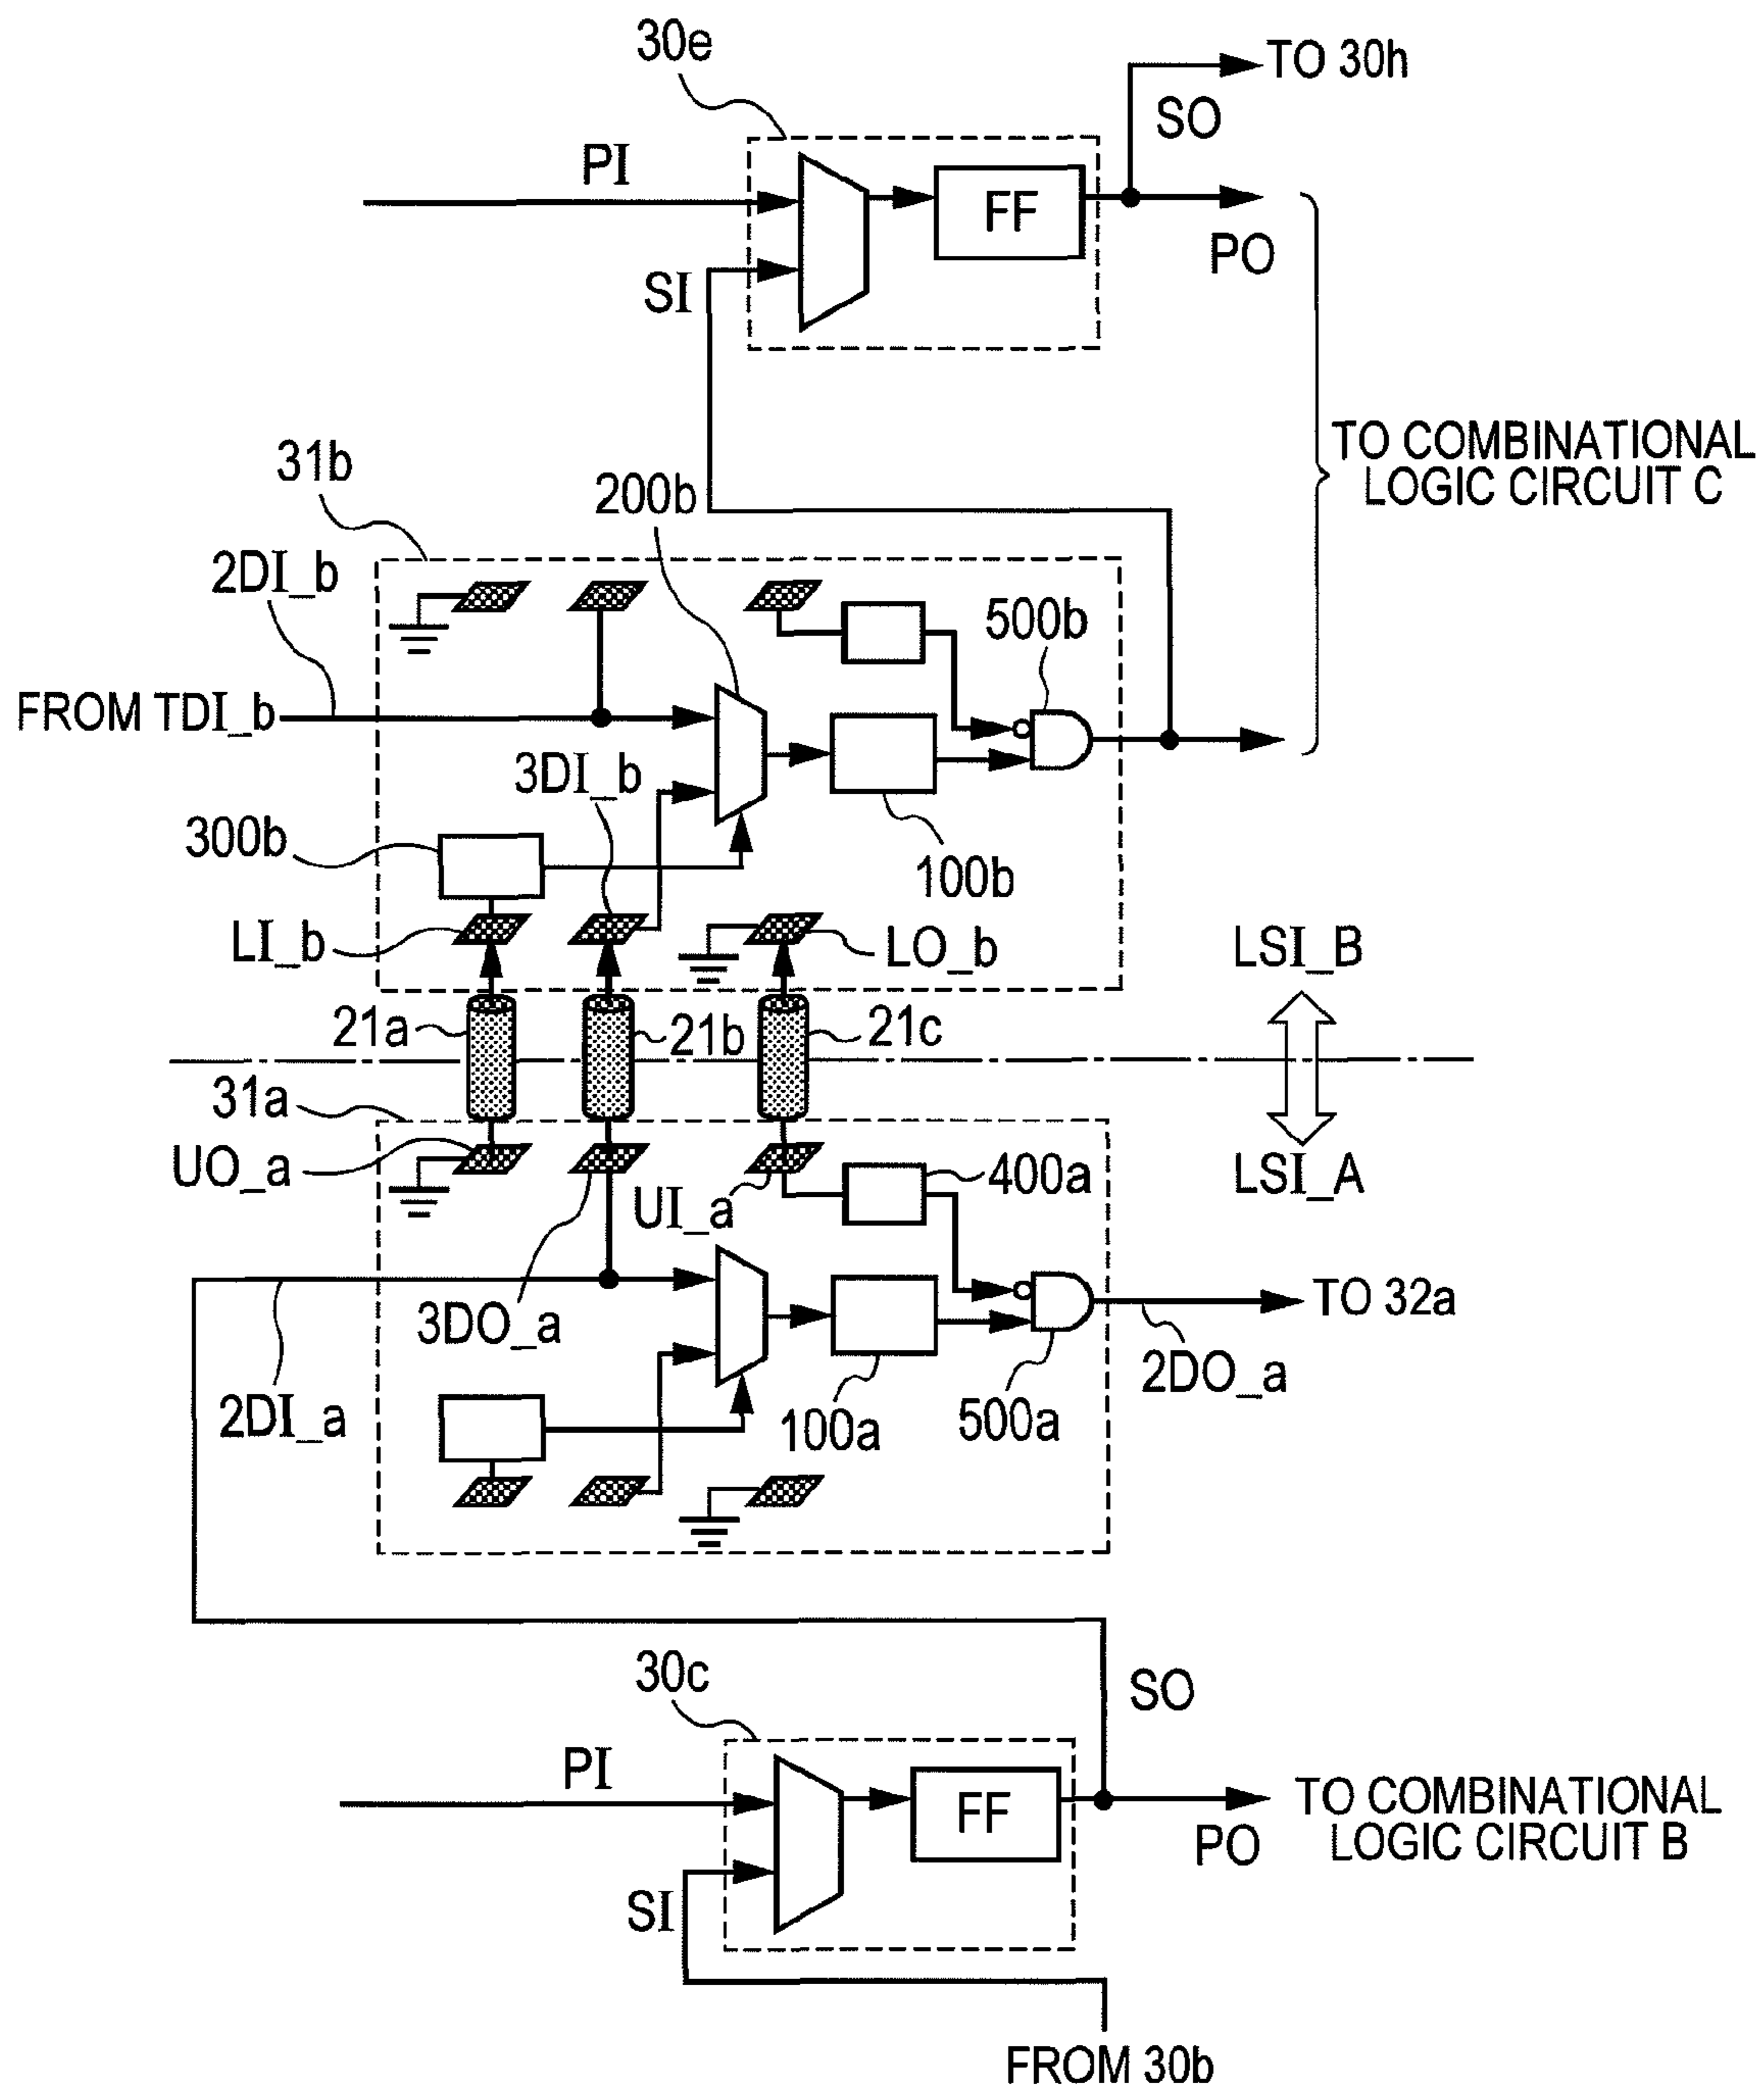 30e
TO 30h
SO
PI
FF
PO
SI
TO COMBINATIONAL
LOGIC CIRCUIT C
31b
200b
2DI_b
500b
FROM TDI_b
3DI_b
300b
100b
LI_b
LO_b
LSI_B
21a
21b
21c
31a
UO_a
400a
LSI_A
UI_a
TO 32a
3DO_a
2DO_a
2DI_a
100a
500a
30c
SO
PI
FF
TO COMBINATIONAL
LOGIC CIRCUIT B
PO
SI
FROM 30b